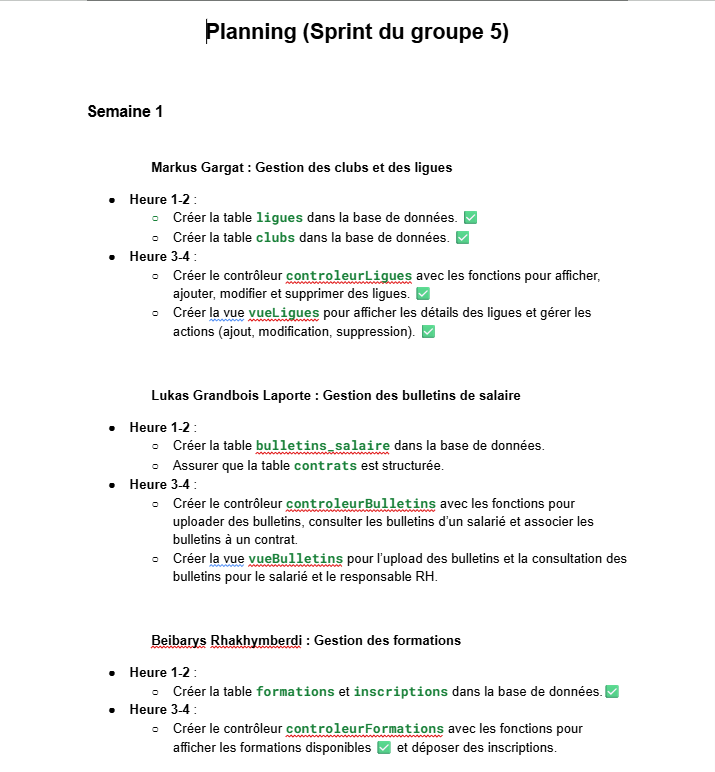 Planning (Sprint du groupe 5)
Semaine 1
Markus Gargat : Gestion des clubs et des ligues
● Heure 1-2 :
○ Créer la table ligues dans la base de données. ✅
○ Créer la table clubs dans la base de données. ✅
● Heure 3-4 :
○ Créer le contrôleur controleurLigues avec les fonctions pour afficher,
ajouter, modifier et supprimer des ligues. ✅
○ Créer la vue vueLigues pour afficher les détails des ligues et gérer les
actions (ajout, modification, suppression). ✅
Lukas Grandbois Laporte : Gestion des bulletins de salaire
● Heure 1-2 :
○ Créer la table bulletins_salaire dans la base de données.
○ Assurer que la table contrats est structurée.
● Heure 3-4 :
○ Créer le contrôleur controleurBulletins avec les fonctions pour
uploader des bulletins, consulter les bulletins d'un salarié et associer les
bulletins à un contrat.
○ Créer la vue vueBulletins pour l'upload des bulletins et la consultation des
bulletins pour le salarié et le responsable RH.
Beibarys Rhakhymberdi : Gestion des formations
● Heure 1-2 :
○ Créer la table formations et inscriptions dans la base de données. ✅
● Heure 3-4 :
○ Créer le contrôleur controleurFormations avec les fonctions pour
afficher les formations disponibles ✅ et déposer des inscriptions.